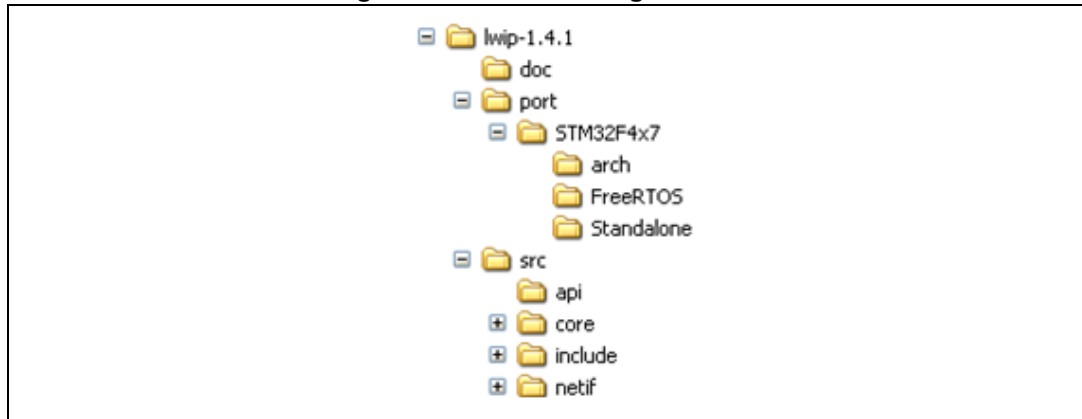 lwip-1.4.1
doc
port
STM32F4x7
arch
FreeRTOS
Standalone
src
api
core
include
netif